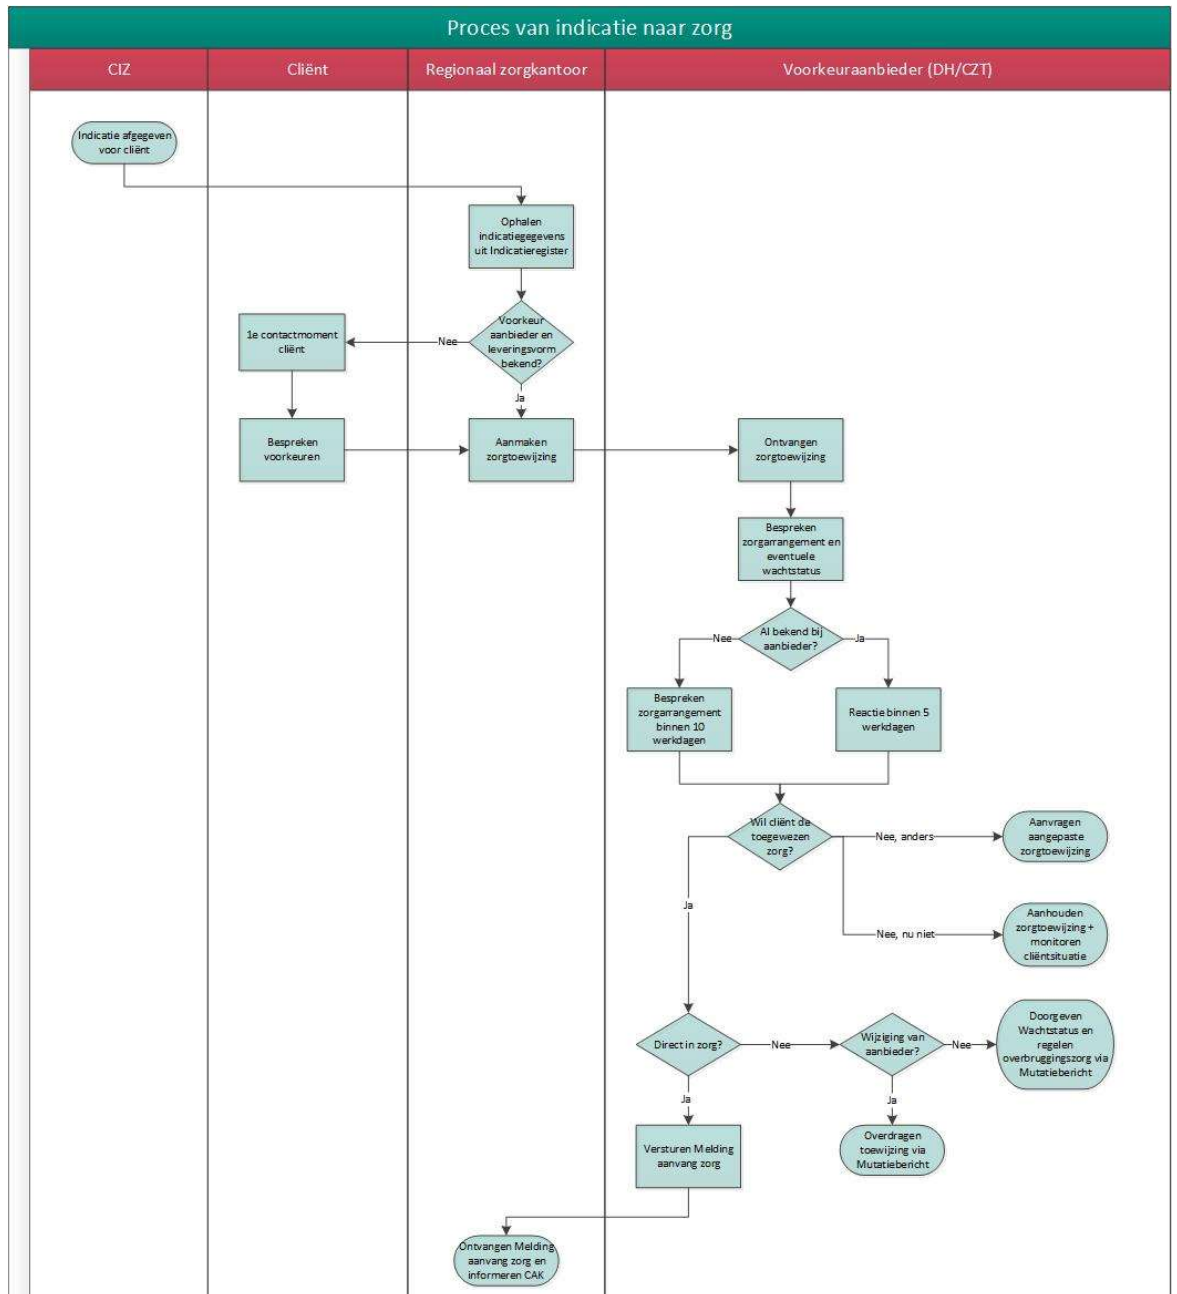 Proces van indicatie naar zorg
CIZ
Cliënt
Regionaal zorgkantoor
Voorkeuraanbieder (DH/CZT)
Indicatie afgegeven
voor cliënt
Ophalen
indicatiegegevens
uit Indicatieregister
Voorkeur
aanbieder en
leveringsvorm
bekend?
Nee
1e contactmoment
cliënt
Ja
Bespreken
voorkeuren
Aanmaken
zorgtoewijzing
Ontvangen
zorgtoewijzing
Bespreken
zorgarrangement en
eventuele
wachtstatus
Al bekend bij
aanbieder?
Nee
Ja
Bespreken
zorgarrangement
binnen 10
werkdagen
Reactie binnen 5
werkdagen
Wil cliënt de
toegewezen
zorg?
Nee, anders
Aanvragen
aangepaste
zorgtoewijzing
Ja
Nee, nu niet
Aanhouden
zorgtoewijzing +
monitoren
cliëntsituatie
Direct in zorg?
Nee
Wijziging van
aanbieder?
Nee
Doorgeven
Wachtstatus en
regelen
overbruggingszorg via
Mutatiebericht
Ja
Ja
Versturen Melding
aanvang zorg
Overdragen
toewijzing via
Mutatiebericht
Ontvangen Melding
aanvang zorg en
informeren CAK